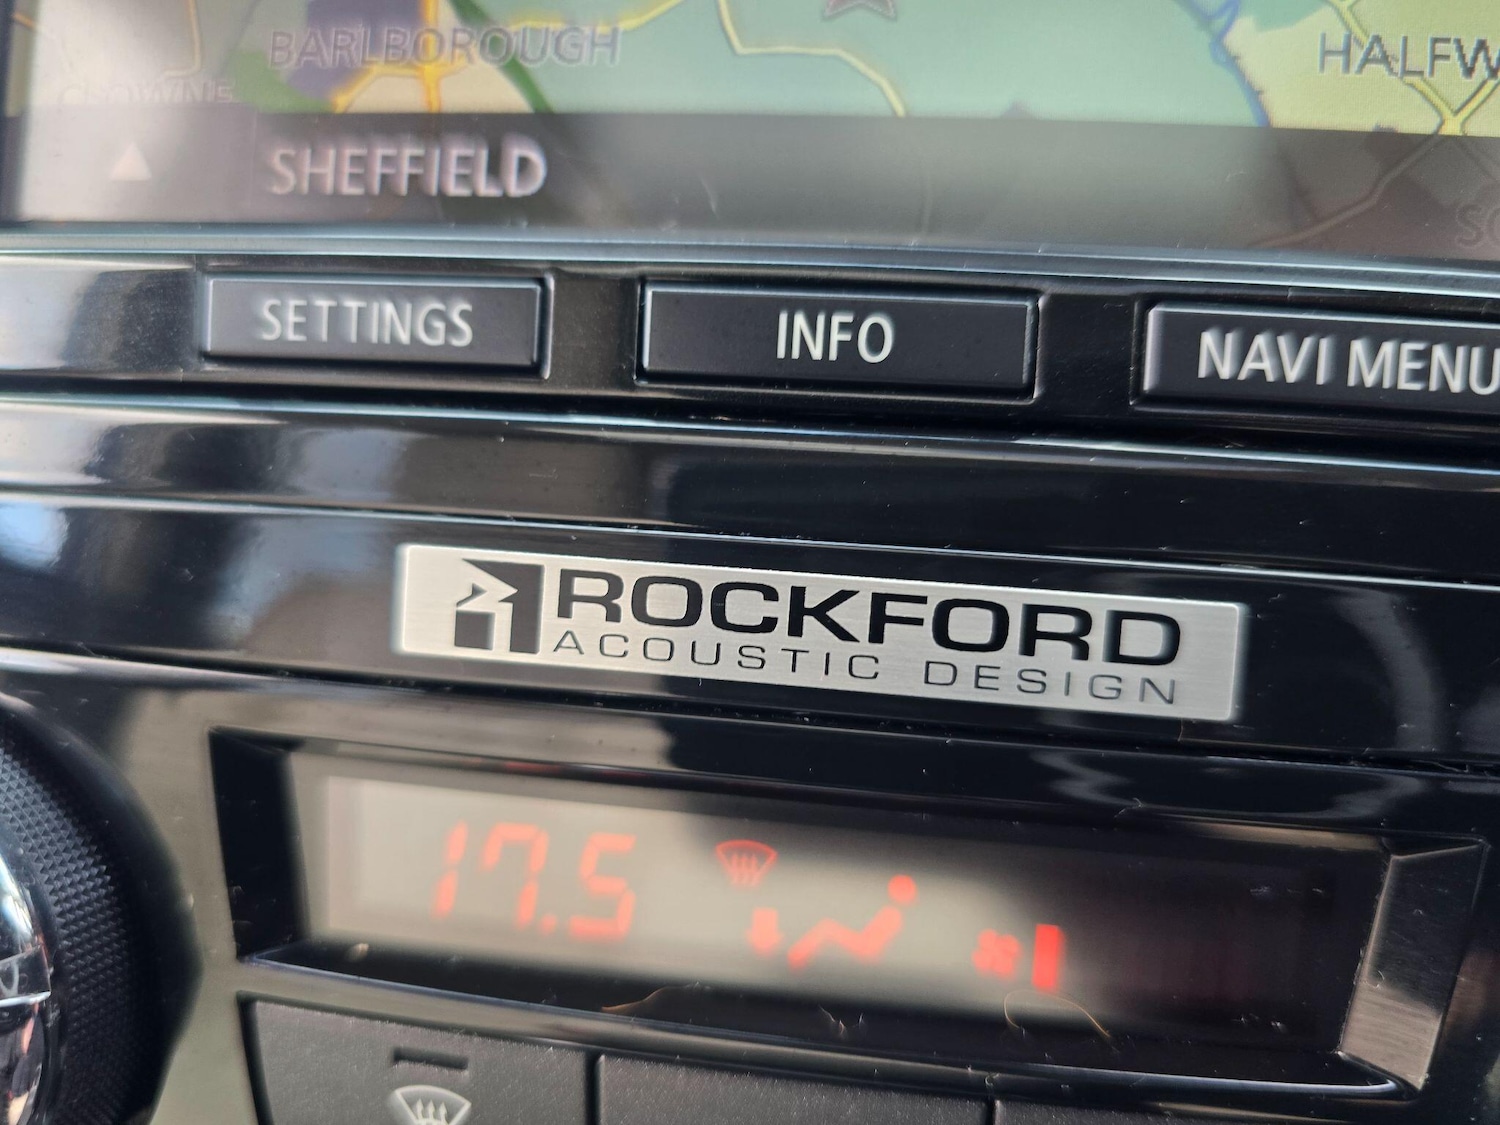 BARLBOROUGH
HALFW
SHEFFIELD
SETTINGS
INFO
NAVI MENU
ROCKFORD
ACOUSTIC DESIGN
17.5